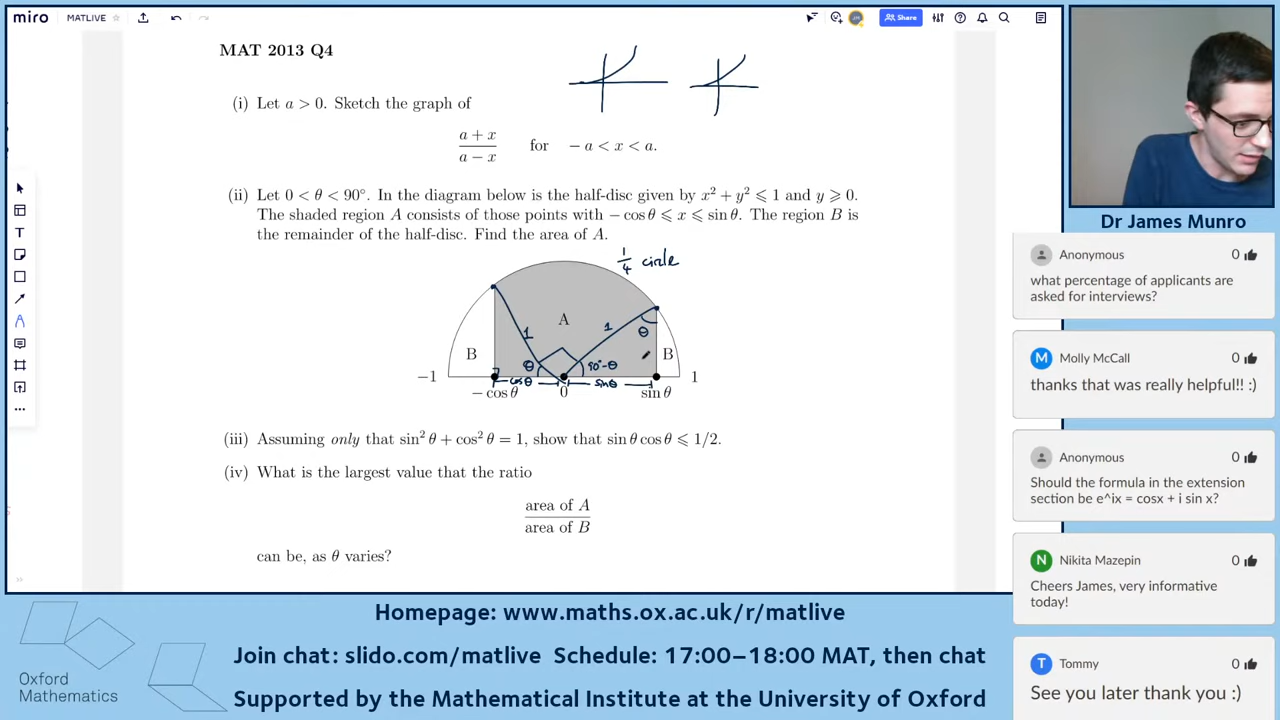 miro MATLIVE Share
MAT 2013 Q4
(i) Let a > 0. Sketch the graph of
a + x
a − x
for − a < x < a.
(ii) Let 0 < θ < 90°. In the diagram below is the half-disc given by x² + y² ⩽ 1 and y ⩾ 0.
The shaded region A consists of those points with − cos θ ⩽ x ⩽ sin θ. The region B is
the remainder of the half-disc. Find the area of A.
1/4 circle
A
1
1
θ
B
B
θ
90°-θ
−1
1
cosθ
sinθ
− cos θ
0
sin θ
(iii) Assuming only that sin² θ + cos² θ = 1, show that sin θ cos θ ⩽ 1/2.
(iv) What is the largest value that the ratio
area of A
area of B
can be, as θ varies?
Dr James Munro
Anonymous 0
what percentage of applicants are
asked for interviews?
M Molly McCall 0
thanks that was really helpful!! :)
Anonymous 0
Should the formula in the extension
section be e^ix = cosx + i sin x?
N Nikita Mazepin 0
Cheers James, very informative
today!
T Tommy 0
See you later thank you :)
Oxford
Mathematics
Homepage: www.maths.ox.ac.uk/r/matlive
Join chat: slido.com/matlive Schedule: 17:00–18:00 MAT, then chat
Supported by the Mathematical Institute at the University of Oxford